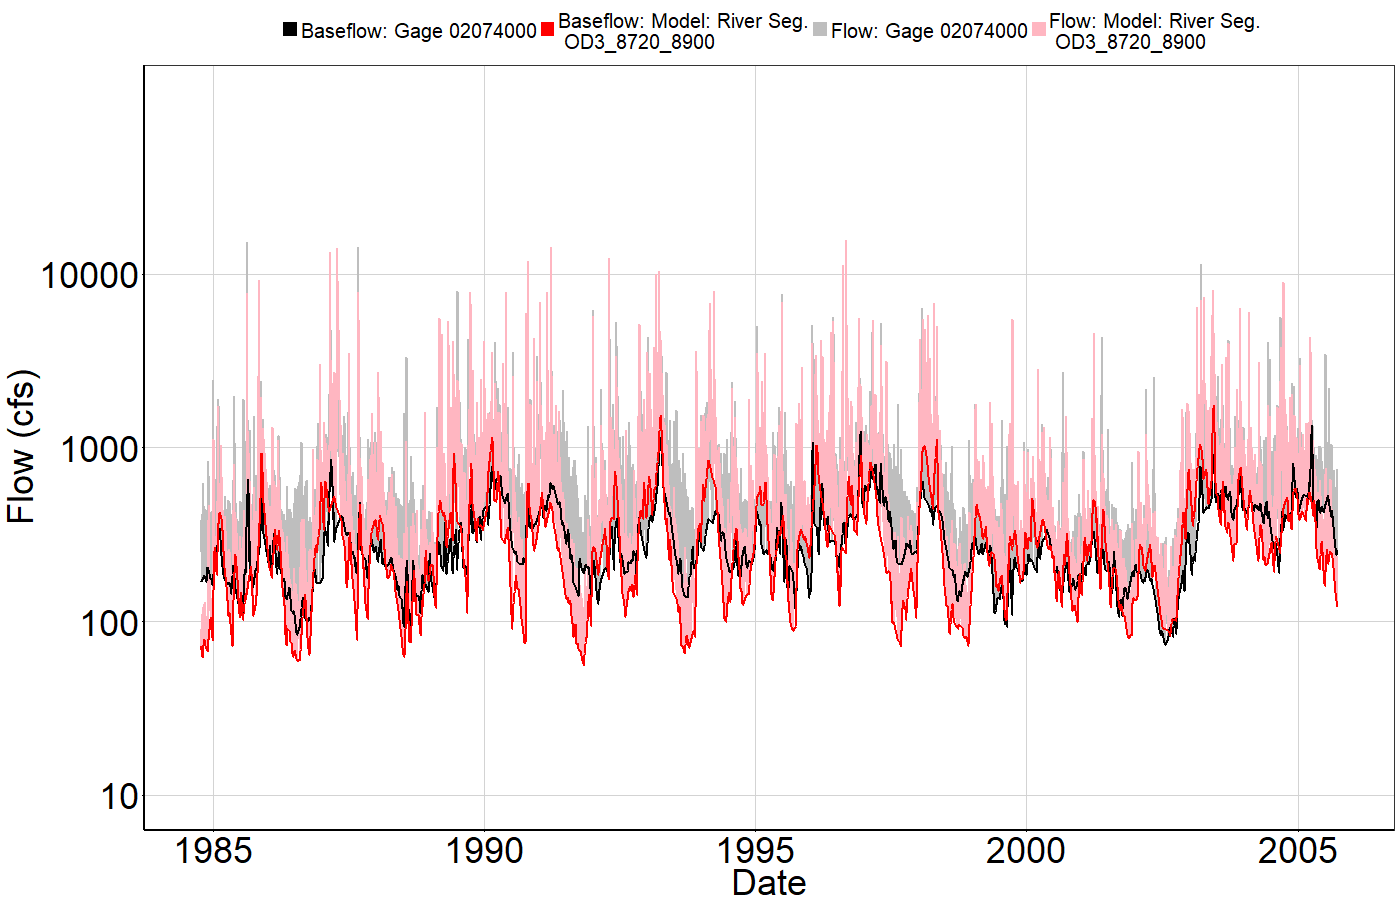 Baseflow: Gage 02074000
Baseflow: Model: River Seg.
OD3_8720_8900
Flow: Gage 02074000
Flow: Model: River Seg.
OD3_8720_8900
Flow (cfs)
10000
1000
100
10
1985
1990
1995
2000
2005
Date